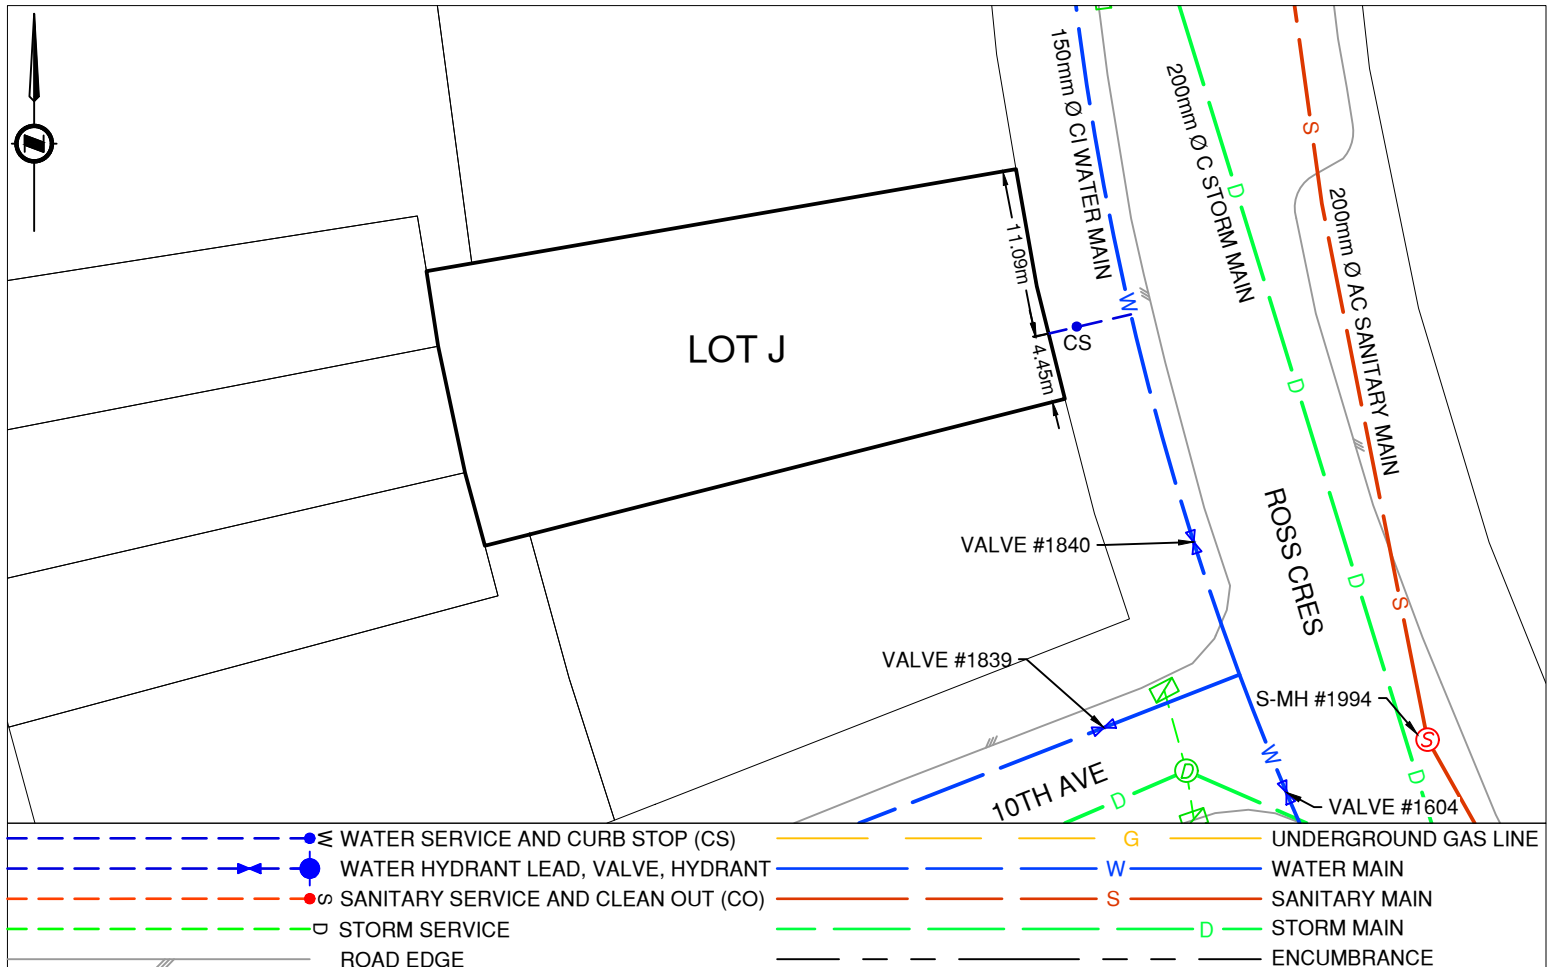 150mm Ø CI WATER MAIN
200mm Ø C STORM MAIN
S
D
200mm Ø AC SANITARY MAIN
11.09m
W
CS
4.45m
LOT J
D
ROSS CRES
VALVE #1840
D
S
VALVE #1839
S-MH #1994
S
W
D
D
10TH AVE
D
VALVE #1604
W WATER SERVICE AND CURB STOP (CS)
WATER HYDRANT LEAD, VALVE, HYDRANT
S SANITARY SERVICE AND CLEAN OUT (CO)
D STORM SERVICE
ROAD EDGE
G UNDERGROUND GAS LINE
W WATER MAIN
S SANITARY MAIN
D STORM MAIN
ENCUMBRANCE